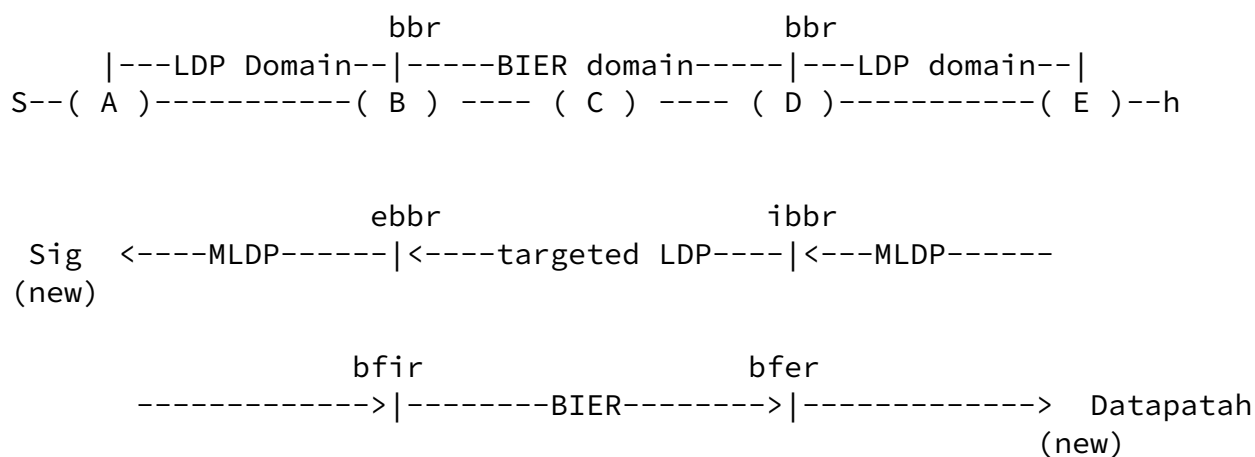 bbr                         bbr
      |---LDP Domain--|-----BIER domain-----|---LDP domain--|
S--( A )-----------( B ) ---- ( C ) ---- ( D )-----------( E )--h
                        ebbr                       ibbr
 Sig  <----MLDP------|<----targeted LDP----|<---MLDP------
(new)
                       bfir                       bfer
        ------------->|--------BIER-------->|------------->  Datapatah
                                                              (new)